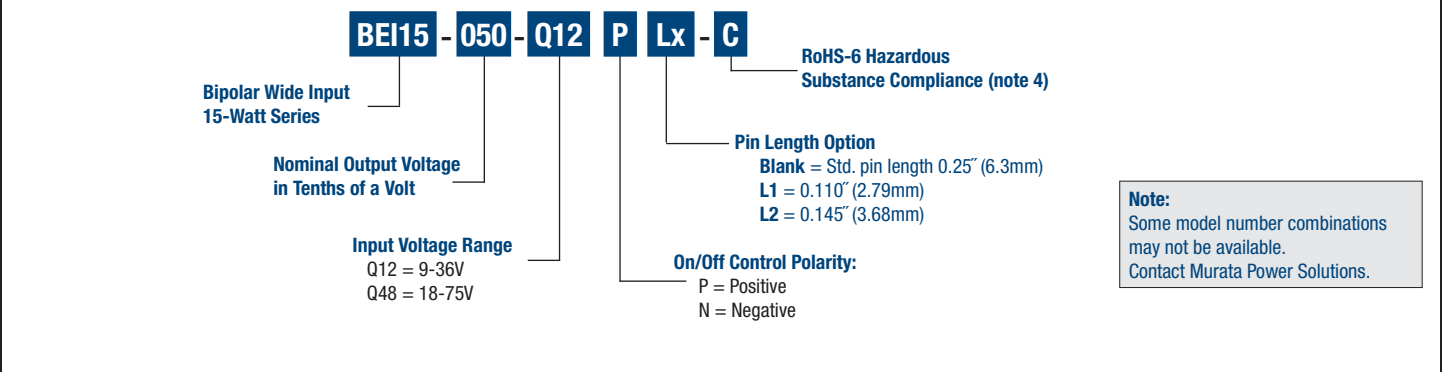 BEI15 - 050 - Q12 P Lx - C
RoHS-6 Hazardous
Substance Compliance (note 4)
Bipolar Wide Input
15-Watt Series
Pin Length Option
Blank = Std. pin length 0.25˝ (6.3mm)
L1 = 0.110˝ (2.79mm)
L2 = 0.145˝ (3.68mm)
Nominal Output Voltage
in Tenths of a Volt
Note:
Some model number combinations
may not be available.
Contact Murata Power Solutions.
Input Voltage Range
Q12 = 9-36V
Q48 = 18-75V
On/Off Control Polarity:
P = Positive
N = Negative